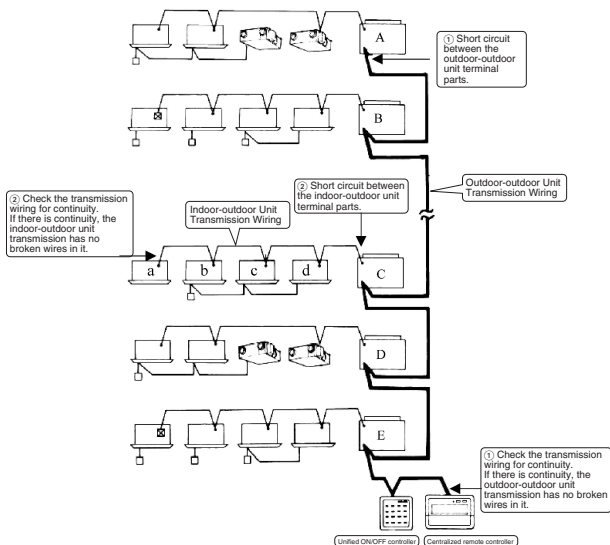 A
① Short circuit
between the
outdoor-outdoor
unit terminal
parts.
B
② Check the transmission
wiring for continuity.
If there is continuity, the
indoor-outdoor unit
transmission has no
broken wires in it.
Indoor-outdoor Unit
Transmission Wiring
② Short circuit between
the indoor-outdoor unit
terminal parts.
Outdoor-outdoor Unit
Transmission Wiring
a
b
c
d
C
D
E
① Check the transmission
wiring for continuity.
If there is continuity, the
outdoor-outdoor unit
transmission has no broken
wires in it.
Unified ON/OFF controller
Centralized remote controller